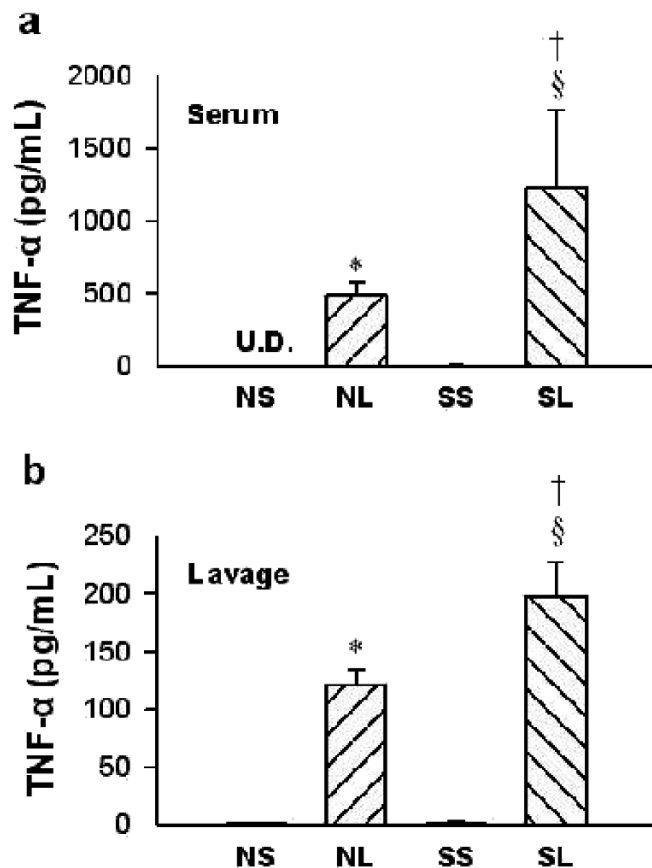 a
†
§
2000
Serum
1500
1000
*
500
U.D.
0
TNF-α (pg/mL)
NS NL SS SL
b
†
§
250
Lavage
200
*
150
100
50
0
TNF-α (pg/mL)
NS NL SS SL